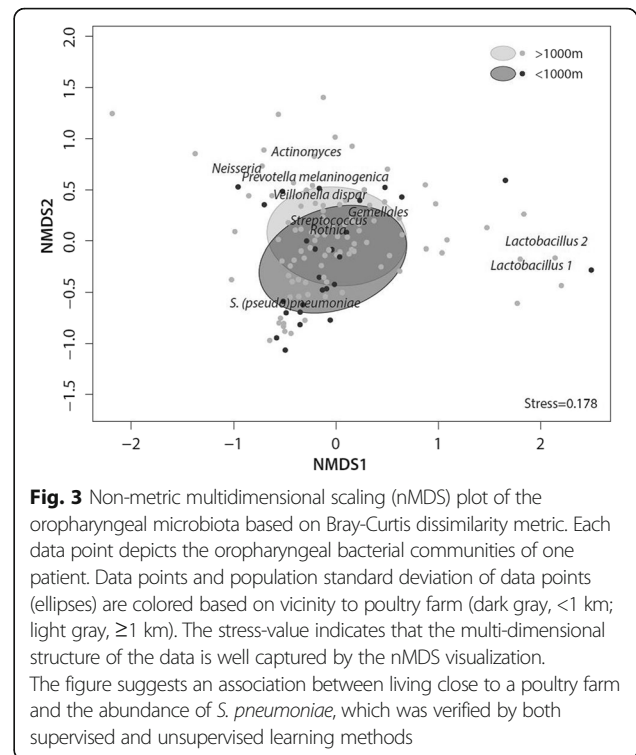 2.0
1.5
1.0
0.5
0.0
−0.5
−1.0
−1.5
NMDS2
>1000m
<1000m
Actinomyces
Neisseria
Prevotella melaninogenica
Veillonella dispar
Gemellales
Streptococcus
Rothia
Lactobacillus 2
Lactobacillus 1
S. (pseudo)pneumoniae
Stress=0.178
−2 −1 0 1 2
NMDS1
Fig. 3 Non-metric multidimensional scaling (nMDS) plot of the
oropharyngeal microbiota based on Bray-Curtis dissimilarity metric. Each
data point depicts the oropharyngeal bacterial communities of one
patient. Data points and population standard deviation of data points
(ellipses) are colored based on vicinity to poultry farm (dark gray, <1 km;
light gray, ≥1 km). The stress-value indicates that the multi-dimensional
structure of the data is well captured by the nMDS visualization.
The figure suggests an association between living close to a poultry farm
and the abundance of S. pneumoniae, which was verified by both
supervised and unsupervised learning methods